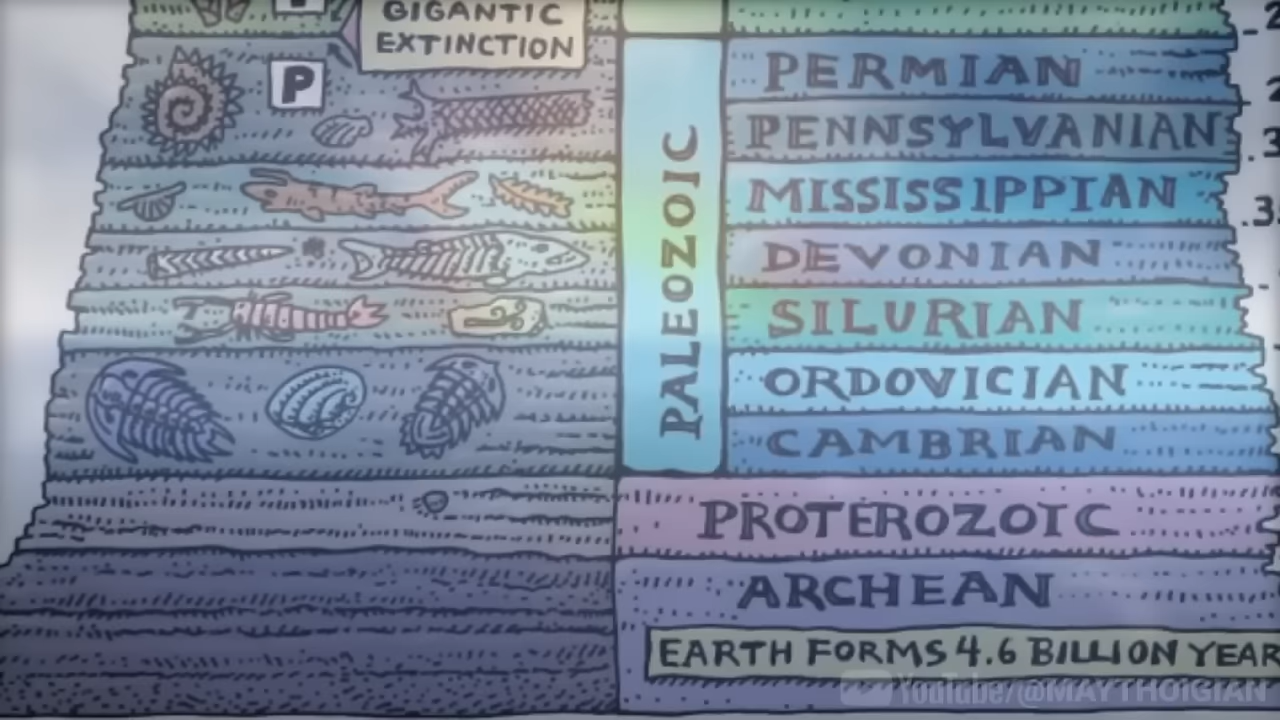 GIGANTIC
EXTINCTION
P
PALEOZOIC
PERMIAN
PENNSYLVANIAN
MISSISSIPPIAN
DEVONIAN
SILURIAN
ORDOVICIAN
CAMBRIAN
PROTEROZOIC
ARCHEAN
EARTH FORMS 4.6 BILLION YEAR
YouTube/@MAYTHOIGIAN